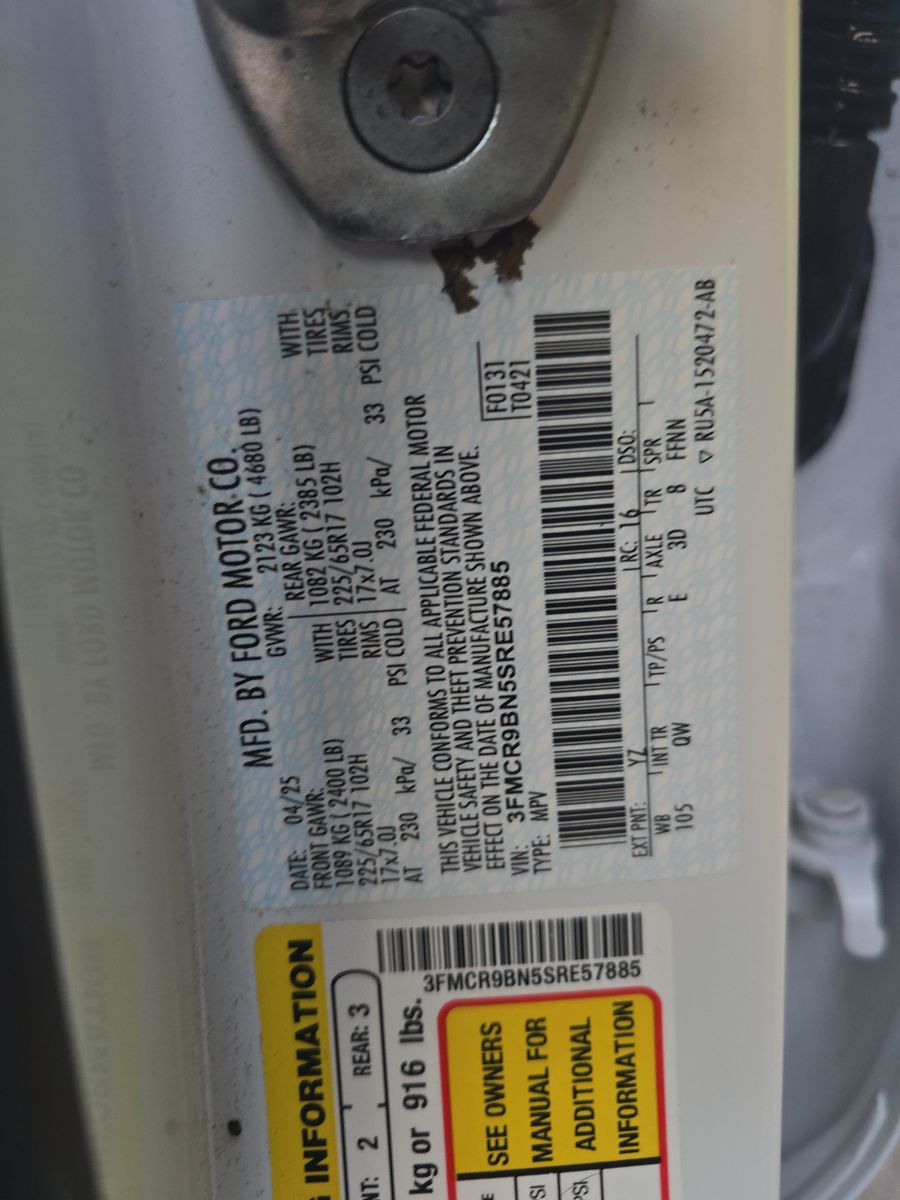 MFD. BY FORD MOTOR CO.
DATE: 04/25 GVWR: 2123 KG ( 4680 LB)
FRONT GAWR: REAR GAWR:
1089 KG ( 2400 LB) WITH 1082 KG ( 2385 LB) WITH
225/65R17 102H TIRES 225/65R17 102H TIRES
17x7.0J RIMS 17x7.0J RIMS
AT 230 kPa/ 33 PSI COLD AT 230 kPa/ 33 PSI COLD
THIS VEHICLE CONFORMS TO ALL APPLICABLE FEDERAL MOTOR
VEHICLE SAFETY AND THEFT PREVENTION STANDARDS IN
EFFECT ON THE DATE OF MANUFACTURE SHOWN ABOVE.
VIN: 3FMCR9BN5SRE57885 F0131
TYPE: MPV T0421
EXT PNT: YZ RC: 16 DSO:
WB INT TR TP/PS R AXLE TR SPR
105 QW E 3D 8 FFNN
UTC ▽ RU5A-1520472-AB
INFORMATION
2 REAR: 3
kg or 916 lbs.
3FMCR9BN5SRE57885
SEE OWNERS
MANUAL FOR
ADDITIONAL
INFORMATION